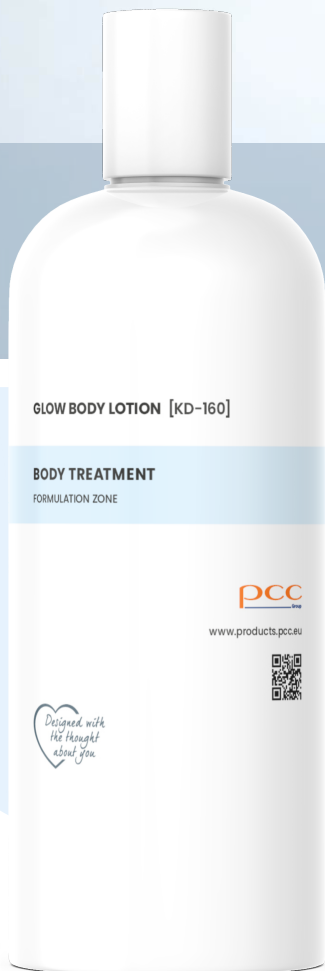 GLOW BODY LOTION [KD-160]
BODY TREATMENT
FORMULATION ZONE
pcc
Group
www.products.pcc.eu
Designed with
the thought
about you